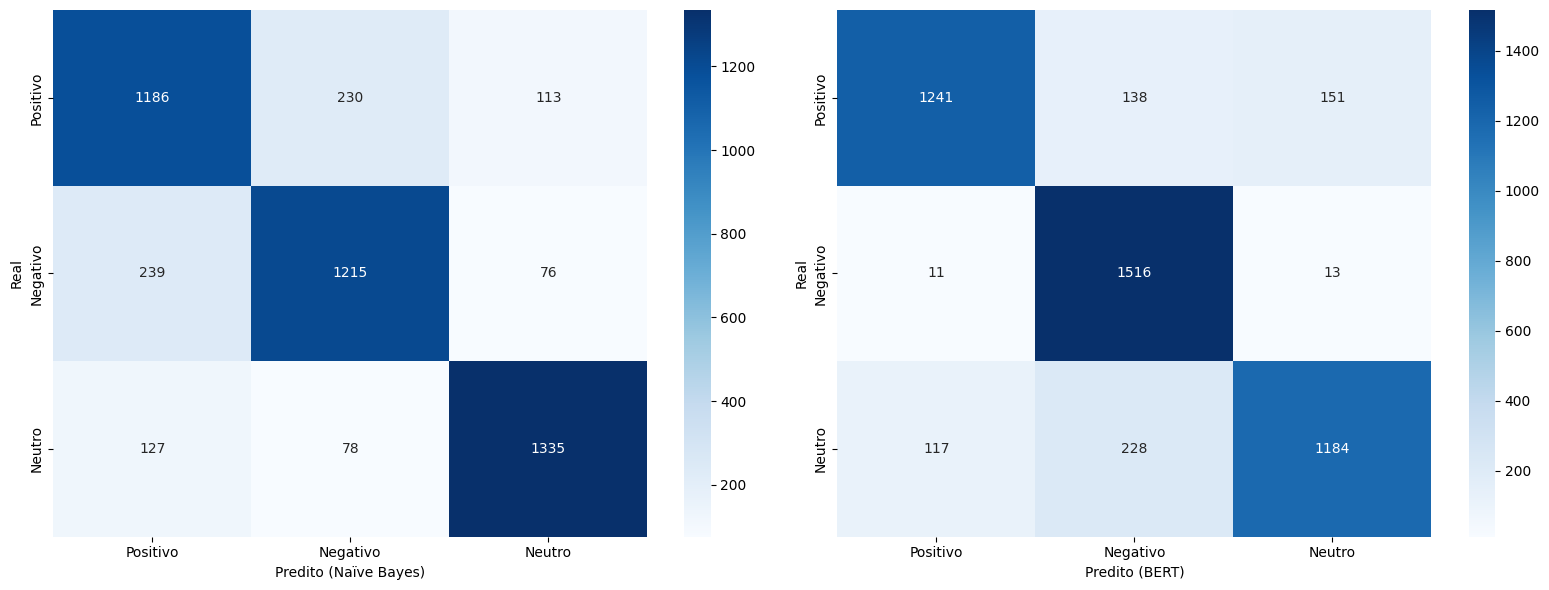 Real
Positivo
1186 230 113
Negativo
239 1215 76
Neutro
127 78 1335
Positivo Negativo Neutro
Predito (Naïve Bayes)
1200
1000
800
600
400
200
Real
Positivo
1241 138 151
Negativo
11 1516 13
Neutro
117 228 1184
Positivo Negativo Neutro
Predito (BERT)
1400
1200
1000
800
600
400
200